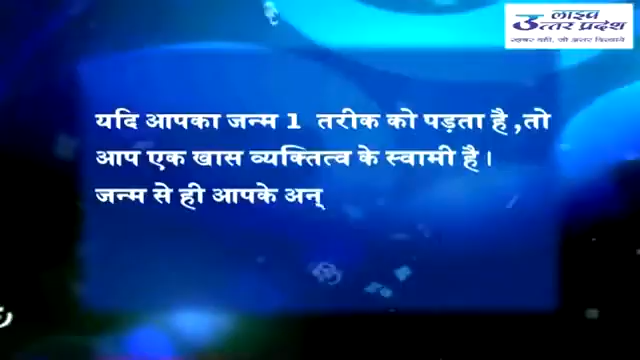 लाइव
उत्तर प्रदेश
यदि आपका जन्म 1 तरीक को पड़ता है ,तो
आप एक खास व्यक्तित्व के स्वामी है।
जन्म से ही आपके अन्